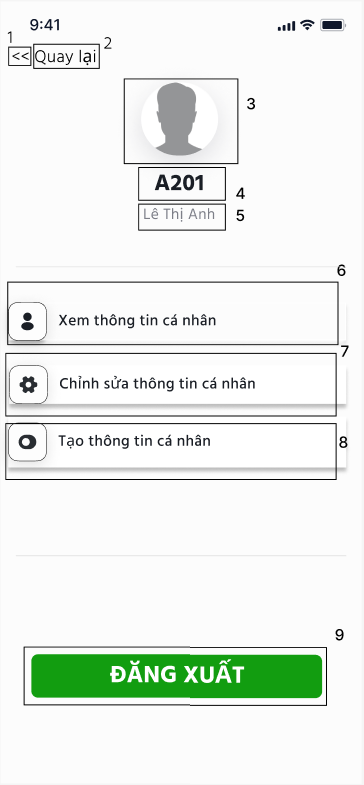 9:41
1
2
<< Quay lại
3
A201
4
Lê Thị Anh
5
6
Xem thông tin cá nhân
7
Chỉnh sửa thông tin cá nhân
Tạo thông tin cá nhân
8
9
ĐĂNG XUẤT